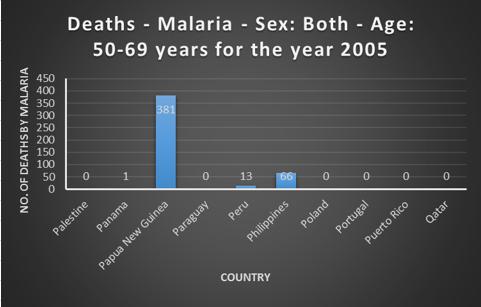 Deaths - Malaria - Sex: Both - Age:
50-69 years for the year 2005
NO. OF DEATHS BY MALARIA
450
400
350
300
250
200
150
100
50
0
0
1
381
0
13
66
0
0
0
0
Palestine
Panama
Papua New Guinea
Paraguay
Peru
Philippines
Poland
Portugal
Puerto Rico
Qatar
COUNTRY